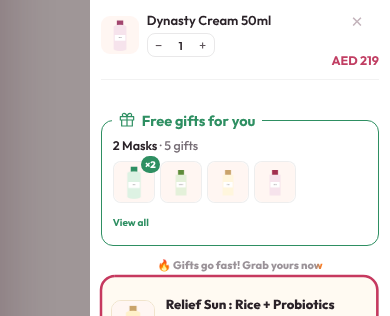 Dynasty Cream 50ml
×
− 1 +
AED 219
Free gifts for you
2 Masks · 5 gifts
×2
View all
🔥 Gifts go fast! Grab yours now
Relief Sun : Rice + Probiotics